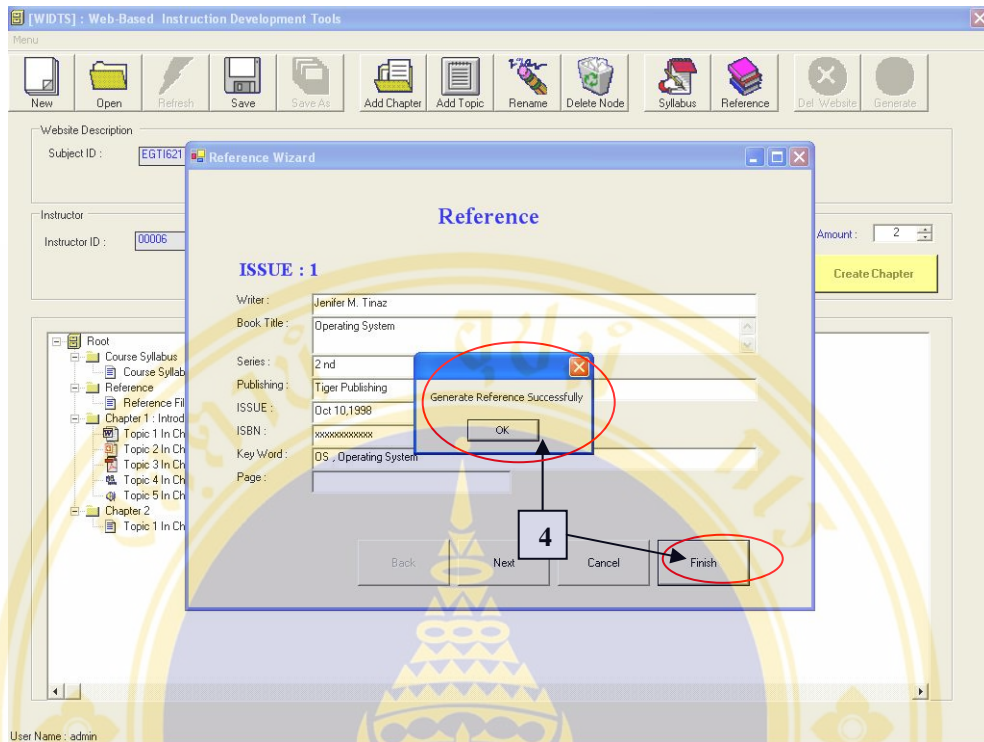 [WIDTS] : Web-Based Instruction Development Tools
Menu
New Open Refresh Save Save As Add Chapter Add Topic Rename Delete Node Syllabus Reference Del Website Generate
Website Description
Subject ID : EGTI621
Reference Wizard
Reference
Instructor
Instructor ID : 00006
Amount : 2
Create Chapter
ISSUE : 1
Writer : Jenifer M. Tinaz
Book Title : Operating System
Series : 2 nd
Publishing : Tiger Publishing
ISSUE : Oct 10,1998
ISBN : xxxxxxxxxxxx
Key Word : OS , Operating System
Page :
Generate Reference Successfully
OK
4
Back Next Cancel Finish
Root
Course Syllabus
Course Syllab
Reference
Reference Fil
Chapter 1 : Introd
Topic 1 In Ch
Topic 2 In Ch
Topic 3 In Ch
Topic 4 In Ch
Topic 5 In Ch
Chapter 2
Topic 1 In Ch
User Name : admin